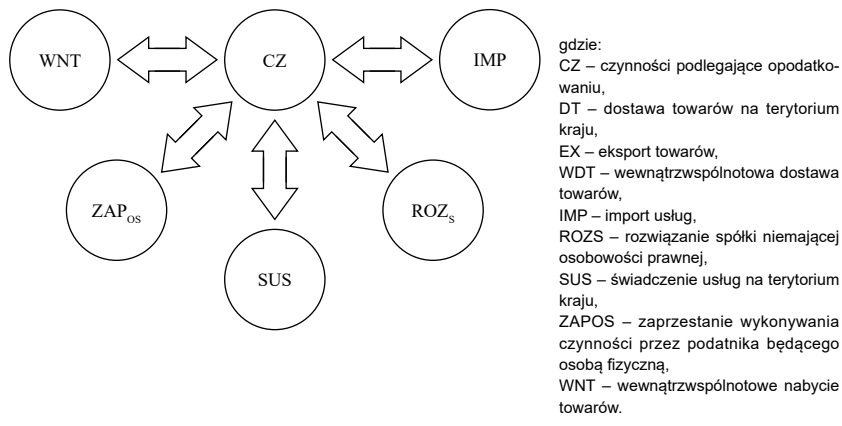 WNT
CZ
IMP
ZAPOS
SUS
ROZS
gdzie:
CZ – czynności podlegające opodatko-
waniu,
DT – dostawa towarów na terytorium
kraju,
EX – eksport towarów,
WDT – wewnątrzwspólnotowa dostawa
towarów,
IMP – import usług,
ROZS – rozwiązanie spółki niemającej
osobowości prawnej,
SUS – świadczenie usług na terytorium
kraju,
ZAPOS – zaprzestanie wykonywania
czynności przez podatnika będącego
osobą fizyczną,
WNT – wewnątrzwspólnotowe nabycie
towarów.